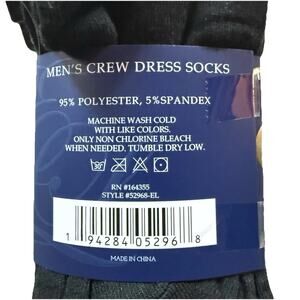 MEN'S CREW DRESS SOCKS
95% POLYESTER, 5%SPANDEX
MACHINE WASH COLD
WITH LIKE COLORS.
ONLY NON CHLORINE BLEACH
WHEN NEEDED. TUMBLE DRY LOW.
RN #164355
STYLE #52968-EL
1 94284 05296 8
MADE IN CHINA